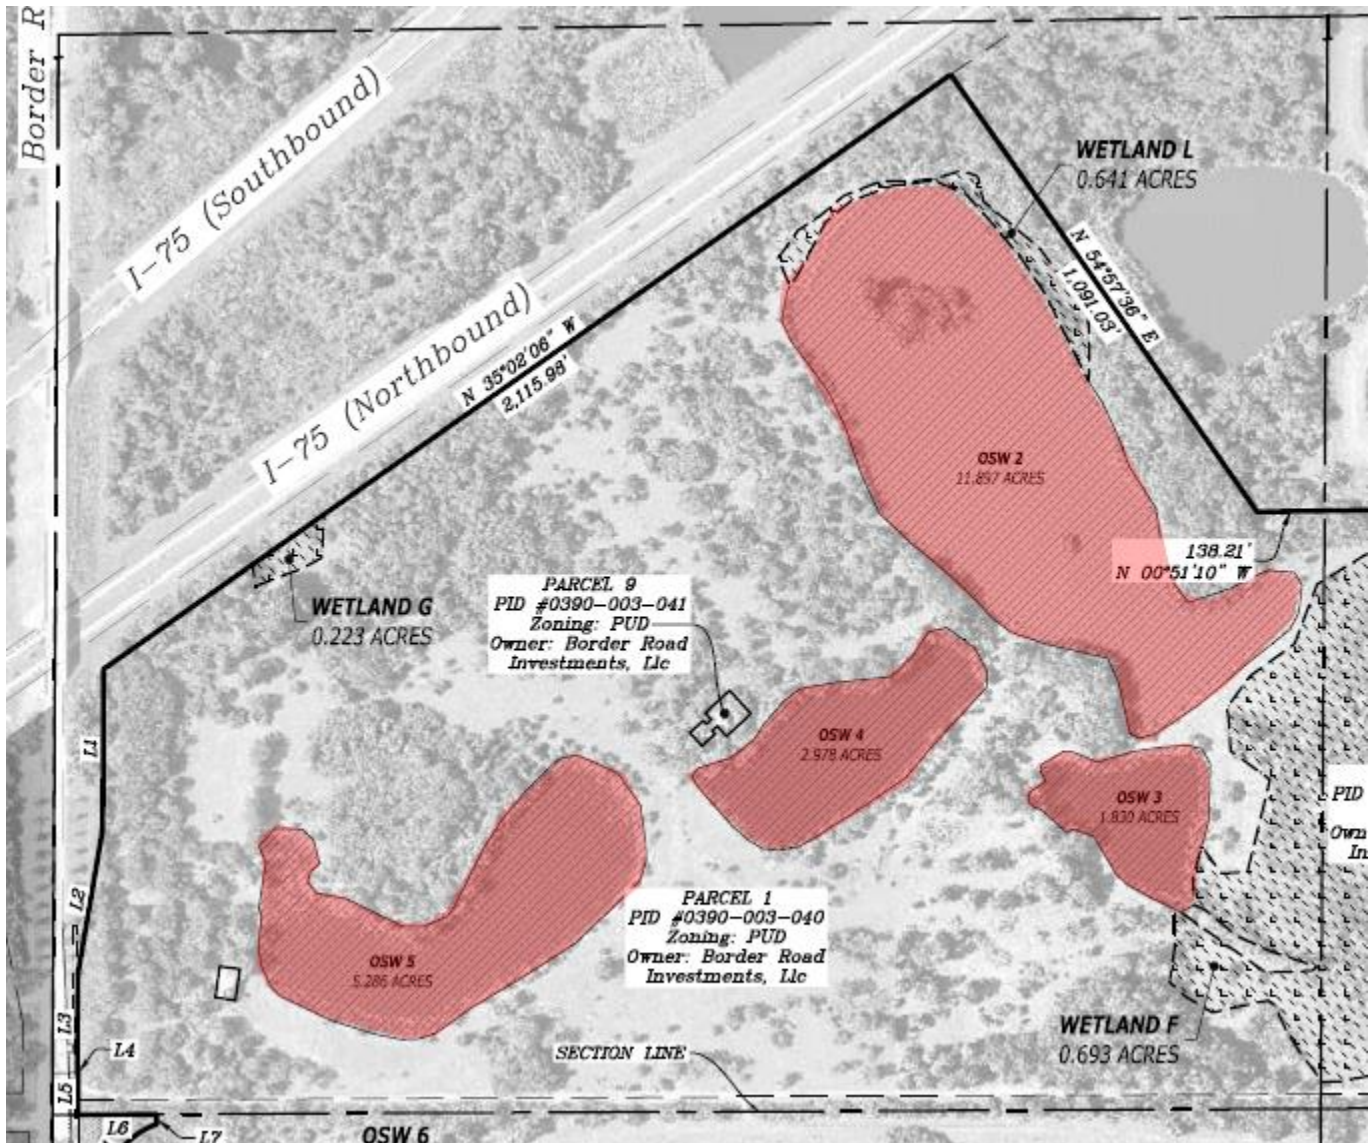 Border R
I-75 (Southbound)
WETLAND L
0.641 ACRES
N 54°57'36" E
1,091.03'
I-75 (Northbound)
N 35°02'06" W
2,115.98'
OSW 2
11.897 ACRES
138.21'
N 00°51'10" W
WETLAND G
0.223 ACRES
PARCEL 9
PID #0390-003-041
Zoning: PUD
Owner: Border Road
Investments, Llc
L1
OSW 4
2.978 ACRES
OSW 3
1.830 ACRES
PID
Own
In
L2
PARCEL 1
PID #0390-003-040
Zoning: PUD
Owner: Border Road
Investments, Llc
OSW 5
5.286 ACRES
L3
WETLAND F
0.693 ACRES
L4
SECTION LINE
L5
L6
L7
OSW 6